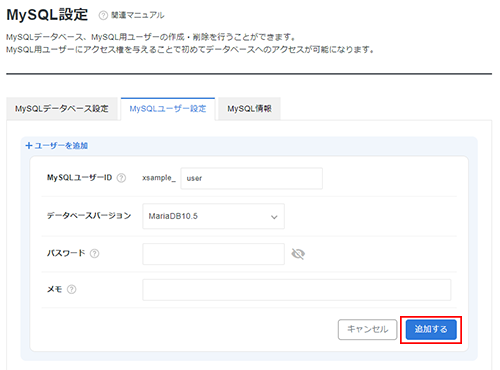 MySQL設定 ? 関連マニュアル
MySQLデータベース、MySQL用ユーザーの作成・削除を行うことができます。
MySQL用ユーザーにアクセス権を与えることで初めてデータベースへのアクセスが可能になります。
MySQLデータベース設定 MySQLユーザー設定 MySQL情報
+ ユーザーを追加
MySQLユーザーID ? xsample_ user
データベースバージョン MariaDB10.5
パスワード ?
メモ ?
キャンセル 追加する